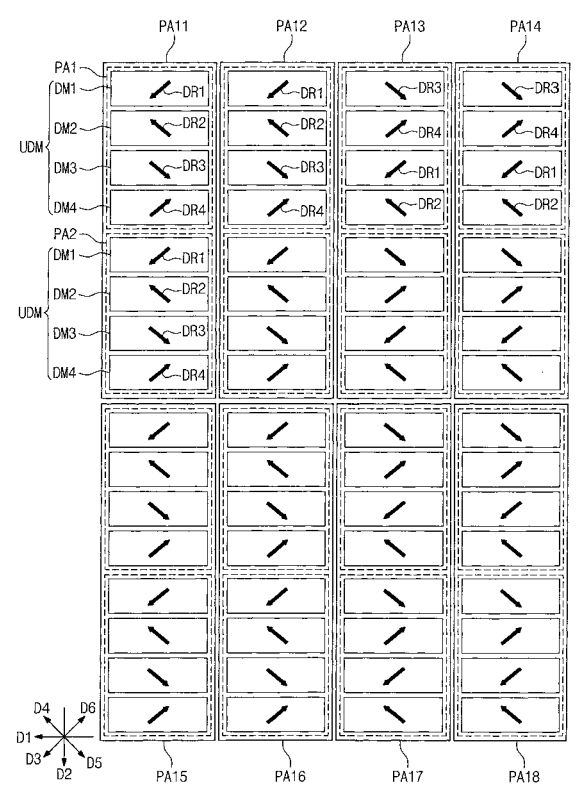 PA11 PA12 PA13 PA14
PA1
DM1 DR1 DR1 DR3 DR3
DM2 DR2 DR2 DR4 DR4
UDM
DM3 DR3 DR3 DR1 DR1
DM4 DR4 DR4 DR2 DR2
PA2
DM1 DR1
DM2 DR2
UDM
DM3 DR3
DM4 DR4
D4 D6
D1
D3 D5
D2
PA15 PA16 PA17 PA18